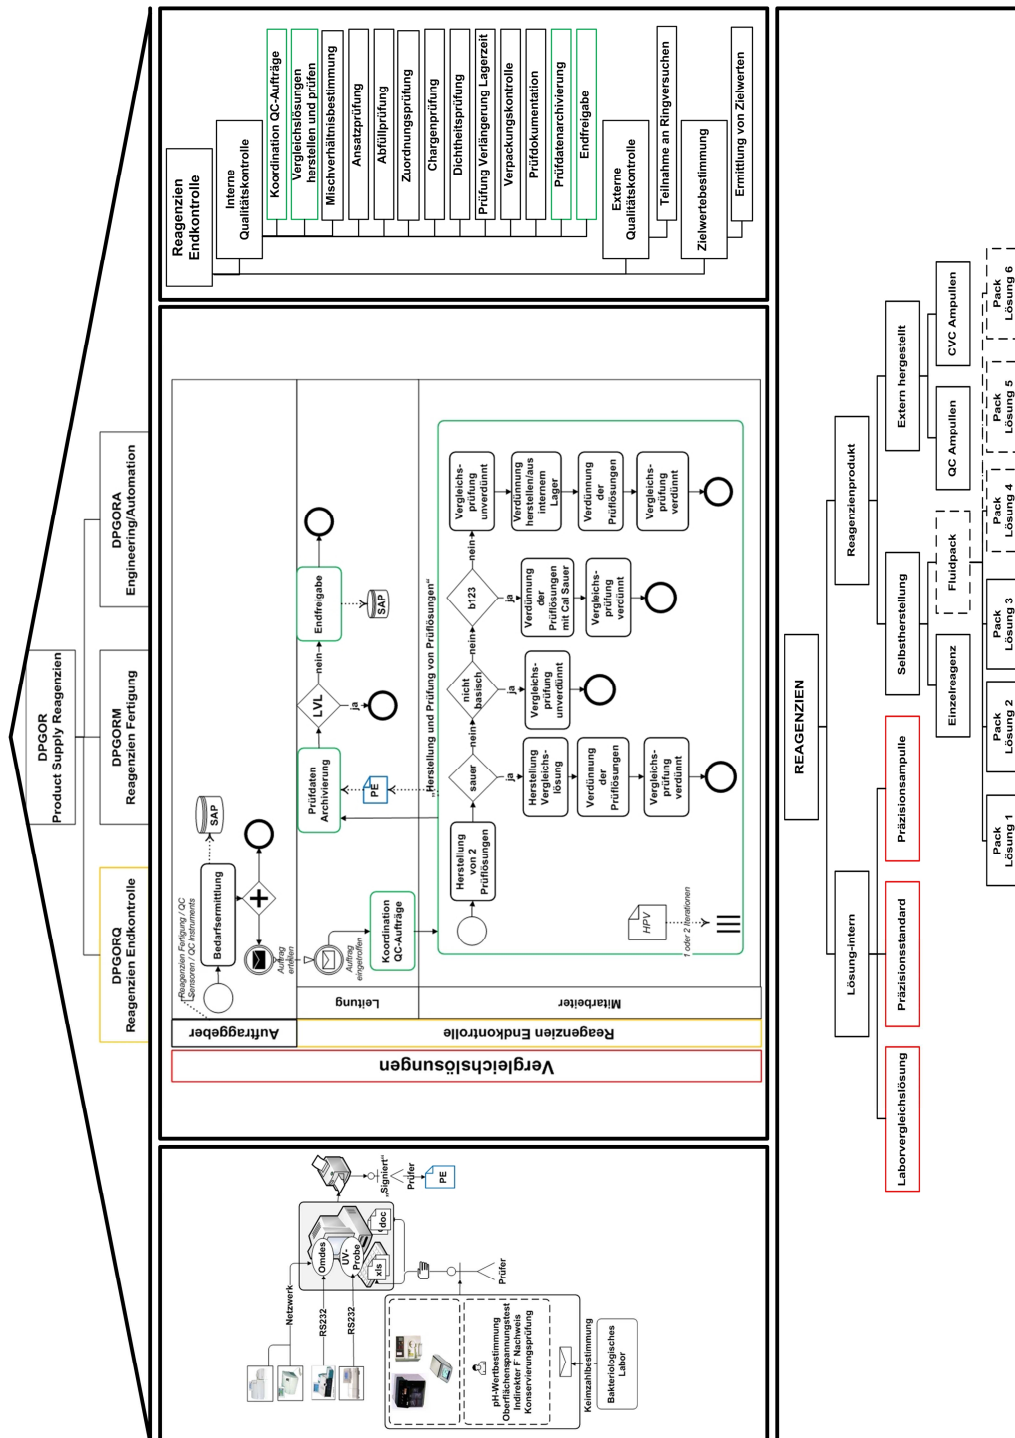 DPGOR
Product Supply Reagenzien
DPGORQ
Reagenzien Endkontrolle
DPGORM
Reagenzien Fertigung
DPGORA
Engineering/Automation
Netzwerk
RS232
RS232
Omdes
UV-
Probe
xls
doc
„Signiert“
Prüfer
PE
Prüfer
pH-Wertbestimmung
Oberflächenspannungstest
Indirekter F⁻ Nachweis
Konservierungsprüfung
Keimzahlbestimmung
Bakteriologisches
Labor
Vergleichslösungen
Auftraggeber
Reagenzien Endkontrolle
Leitung
Mitarbeiter
Reagenzien Fertigung / QC
Sensoren / QC Instruments
Bedarfsermittlung
SAP
Auftrag
erteilen
Auftrag
eingetroffen
Koordination
QC-Aufträge
Prüfdaten
Archivierung
PE
LVL
nein
ja
Endfreigabe
SAP
„Herstellung und Prüfung von Prüflösungen“
Herstellung
von 2
Prüflösungen
sauer
nein
nicht
basisch
nein
b123
nein
Vergleichs-
prüfung
unverdünnt
ja
Herstellung
Vergleichs-
lösung
Verdünnung
der
Prüflösungen
Vergleichs-
prüfung
verdünnt
ja
Vergleichs-
prüfung
unverdünnt
ja
Verdünnung
der
Prüflösungen
mit Cal Sauer
Vergleichs-
prüfung
verdünnt
Verdünnung
herstellen/aus
internem
Lager
Verdünnung
der
Prüflösungen
Vergleichs-
prüfung
verdünnt
HPV
1 oder 2 Iterationen
Reagenzien
Endkontrolle
Interne
Qualitätskontrolle
Koordination QC-Aufträge
Vergleichslösungen
herstellen und prüfen
Mischverhältnisbestimmung
Ansatzprüfung
Abfüllprüfung
Zuordnungsprüfung
Chargenprüfung
Dichtheitsprüfung
Prüfung Verlängerung Lagerzeit
Verpackungskontrolle
Prüfdokumentation
Prüfdatenarchivierung
Endfreigabe
Externe
Qualitätskontrolle
Teilnahme an Ringversuchen
Zielwertebestimmung
Ermittlung von Zielwerten
REAGENZIEN
Lösung-intern
Reagenzienprodukt
Laborvergleichslösung
Präzisionsstandard
Präzisionsampulle
Selbstherstellung
Extern hergestellt
Einzelreagenz
Fluidpack
QC Ampullen
CVC Ampullen
Pack
Lösung 1
Pack
Lösung 2
Pack
Lösung 3
Pack
Lösung 4
Pack
Lösung 5
Pack
Lösung 6